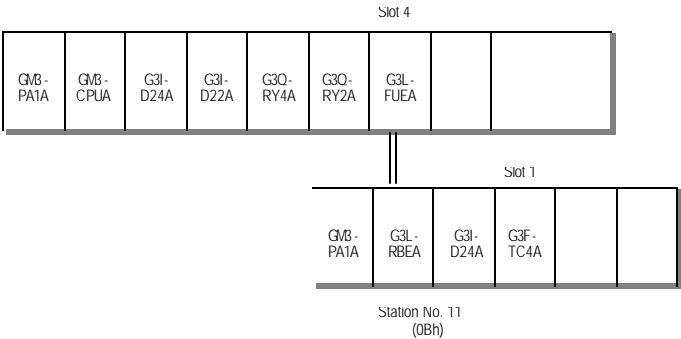 Slot 4
GM3-
PA1A
GM3-
CPUA
G3I-
D24A
G3I-
D22A
G3Q-
RY4A
G3Q-
RY2A
G3L-
FUEA
Slot 1
GM3-
PA1A
G3L-
RBEA
G3I-
D24A
G3F-
TC4A
Station No. 11
(0Bh)